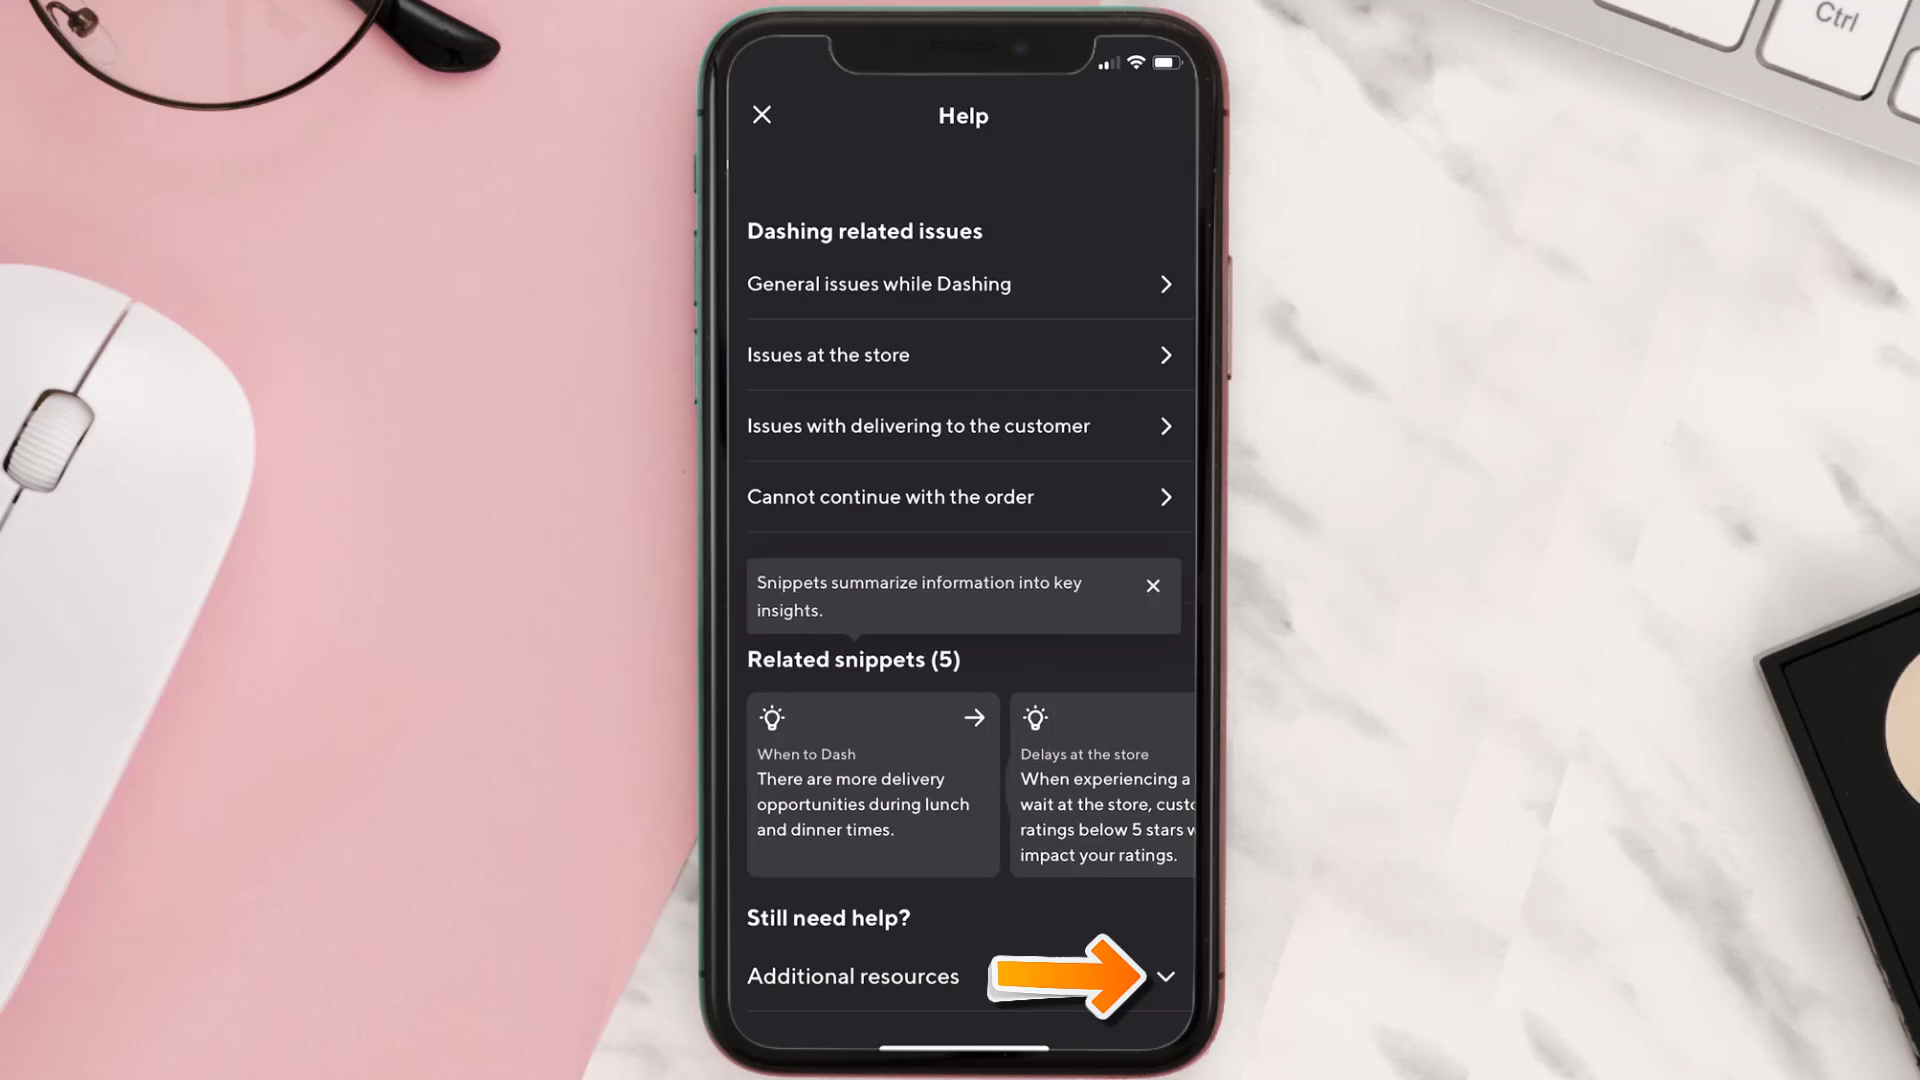 Ctrl
Help
Dashing related issues
General issues while Dashing
Issues at the store
Issues with delivering to the customer
Cannot continue with the order
Snippets summarize information into key
insights.
Related snippets (5)
When to Dash
There are more delivery
opportunities during lunch
and dinner times.
Delays at the store
When experiencing a
wait at the store, custo
ratings below 5 stars w
impact your ratings.
Still need help?
Additional resources